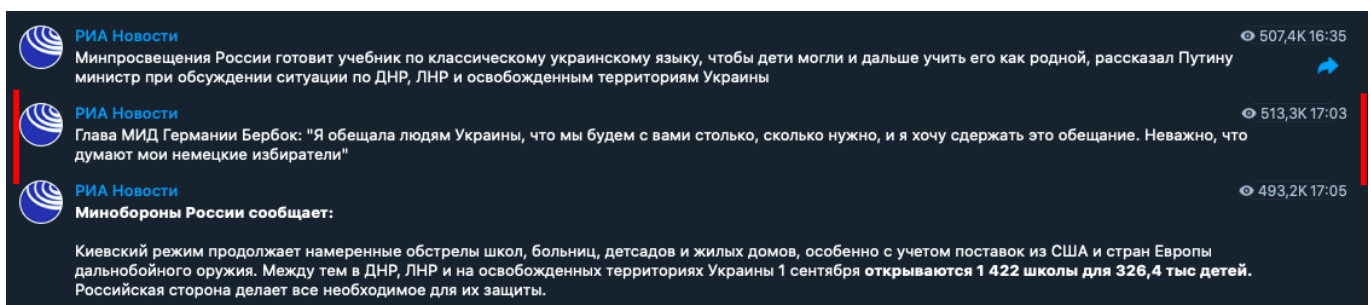 РИА Новости 507,4K 16:35
Минпросвещения России готовит учебник по классическому украинскому языку, чтобы дети могли и дальше учить его как родной, рассказал Путину
министр при обсуждении ситуации по ДНР, ЛНР и освобожденным территориям Украины
РИА Новости 513,3K 17:03
Глава МИД Германии Бербок: "Я обещала людям Украины, что мы будем с вами столько, сколько нужно, и я хочу сдержать это обещание. Неважно, что
думают мои немецкие избиратели"
РИА Новости 493,2K 17:05
Минобороны России сообщает:
Киевский режим продолжает намеренные обстрелы школ, больниц, детсадов и жилых домов, особенно с учетом поставок из США и стран Европы
дальнобойного оружия. Между тем в ДНР, ЛНР и на освобожденных территориях Украины 1 сентября открываются 1 422 школы для 326,4 тыс детей.
Российская сторона делает все необходимое для их защиты.